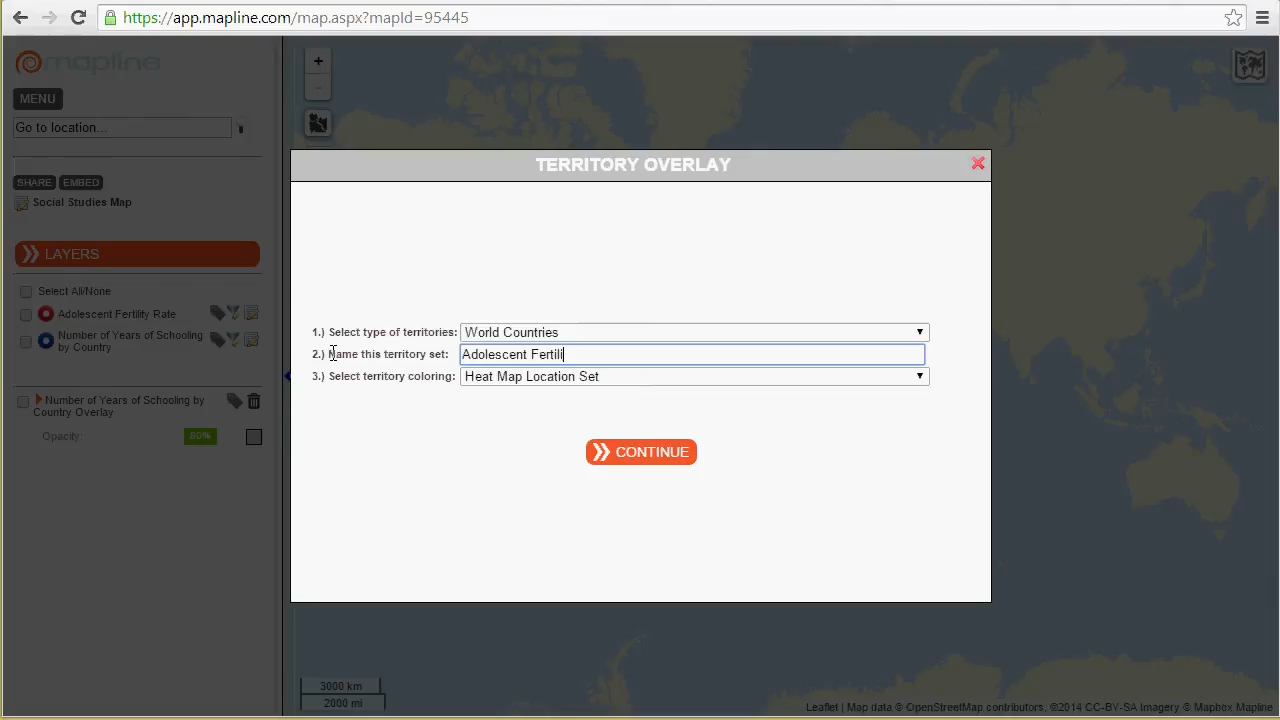 https://app.mapline.com/map.aspx?mapId=95445
mapline
MENU
Go to location...
SHARE EMBED
Social Studies Map
LAYERS
Select All/None
Adolescent Fertility Rate
Number of Years of Schooling
by Country
Number of Years of Schooling by
Country Overlay
Opacity: 80%
+
-
TERRITORY OVERLAY
1.) Select type of territories: World Countries
2.) Name this territory set: Adolescent Fertili
3.) Select territory coloring: Heat Map Location Set
CONTINUE
3000 km
2000 mi
Leaflet | Map data © OpenStreetMap contributors, ©2014 CC-BY-SA Imagery © Mapbox Mapline